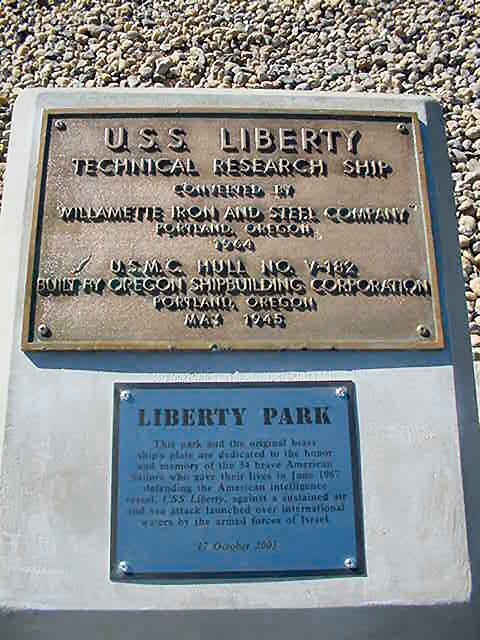 U.S.S. LIBERTY
TECHNICAL RESEARCH SHIP
CONVERTED BY
WILLAMETTE IRON AND STEEL COMPANY
PORTLAND, OREGON
1964
U.S.M.C. HULL NO. V-182
BUILT BY OREGON SHIPBUILDING CORPORATION
PORTLAND, OREGON
MAY 1945
LIBERTY PARK
This park and the original brass
ship's plate are dedicated to the honor
and memory of the 34 brave American
sailors who gave their lives in June 1967
defending the American intelligence
vessel, USS Liberty, against a sustained air
and sea attack launched over international
waters by the armed forces of Israel.
17 October 2001